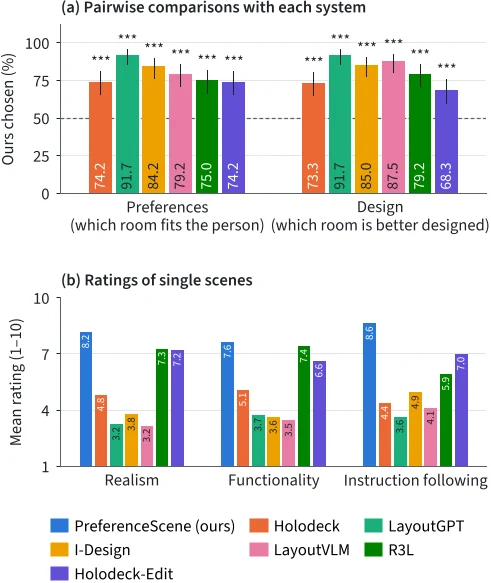 (a) Pairwise comparisons with each system
Ours chosen (%)
100
75
50
25
0
*** *** *** *** *** ***
*** *** *** *** *** ***
74.2 91.7 84.2 79.2 75.0 74.2
73.3 91.7 85.0 87.5 79.2 68.3
Preferences
(which room fits the person)
Design
(which room is better designed)
(b) Ratings of single scenes
Mean rating (1–10)
10
7
4
1
8.2 4.8 3.2 3.8 3.2 7.3 7.2
7.6 5.1 3.7 3.6 3.5 7.4 6.6
8.6 4.4 3.6 4.9 4.1 5.9 7.0
Realism
Functionality
Instruction following
PreferenceScene (ours)
Holodeck
LayoutGPT
I-Design
LayoutVLM
R3L
Holodeck-Edit